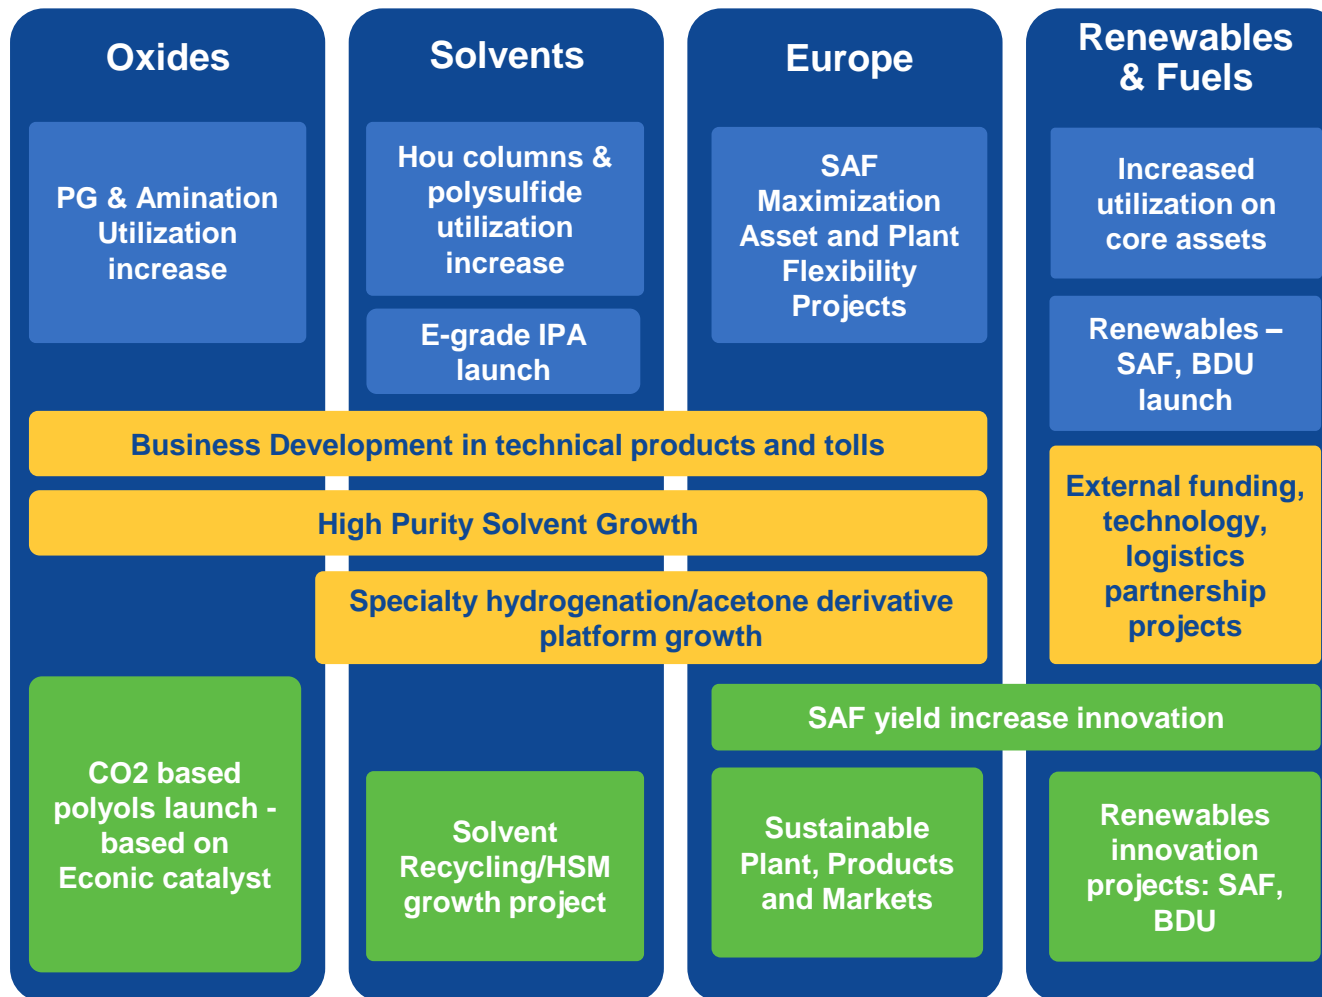 Oxides
PG & Amination
Utilization
increase
Solvents
Hou columns &
polysulfide
utilization
increase
E-grade IPA
launch
Europe
SAF
Maximization
Asset and Plant
Flexibility
Projects
Renewables
& Fuels
Increased
utilization on
core assets
Renewables –
SAF, BDU
launch
Business Development in technical products and tolls
High Purity Solvent Growth
Specialty hydrogenation/acetone derivative
platform growth
External funding,
technology,
logistics
partnership
projects
SAF yield increase innovation
CO2 based
polyols launch -
based on
Econic catalyst
Solvent
Recycling/HSM
growth project
Sustainable
Plant, Products
and Markets
Renewables
innovation
projects: SAF,
BDU